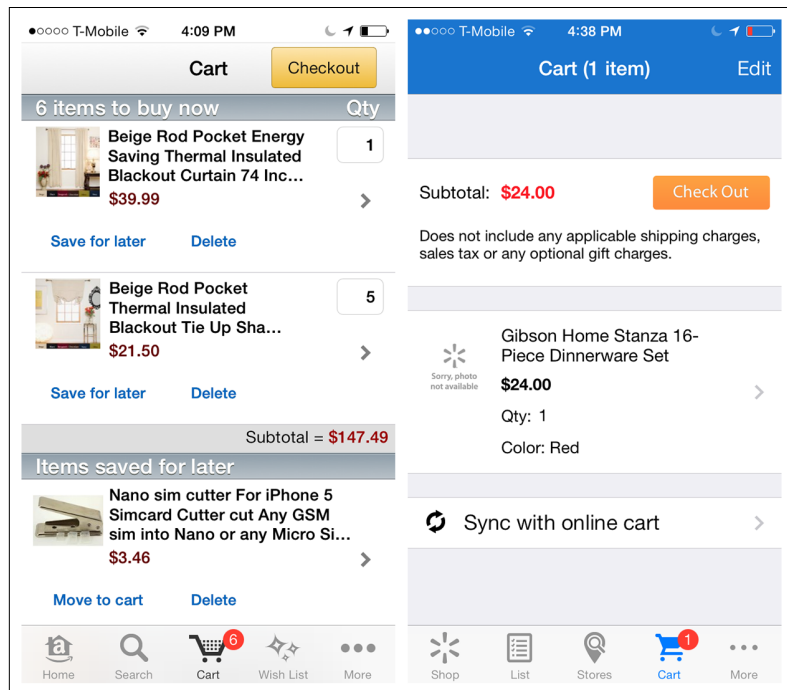 T-Mobile 4:09 PM
Cart Checkout
6 items to buy now Qty
Beige Rod Pocket Energy
Saving Thermal Insulated
Blackout Curtain 74 Inc...
$39.99
1
Save for later Delete
Beige Rod Pocket
Thermal Insulated
Blackout Tie Up Sha...
$21.50
5
Save for later Delete
Subtotal = $147.49
Items saved for later
Nano sim cutter For iPhone 5
Simcard Cutter cut Any GSM
sim into Nano or any Micro Si...
$3.46
Move to cart Delete
6
Home Search Cart Wish List More
T-Mobile 4:38 PM
Cart (1 item) Edit
Subtotal: $24.00 Check Out
Does not include any applicable shipping charges,
sales tax or any optional gift charges.
Sorry, photo
not available
Gibson Home Stanza 16-
Piece Dinnerware Set
$24.00
Qty: 1
Color: Red
Sync with online cart
1
Shop List Stores Cart More